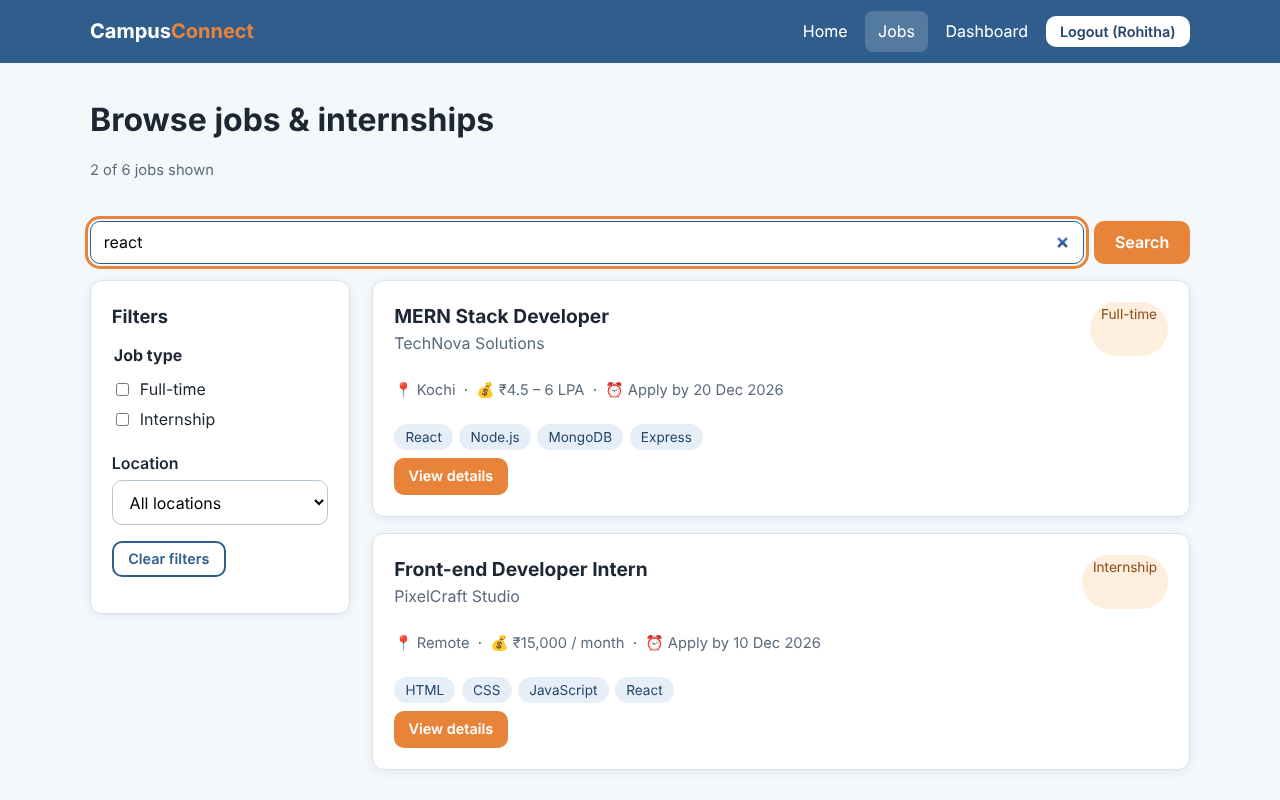 CampusConnect
Home Jobs Dashboard Logout (Rohitha)
Browse jobs & internships
2 of 6 jobs shown
react
Search
Filters
Job type
Full-time
Internship
Location
All locations
Clear filters
MERN Stack Developer
Full-time
TechNova Solutions
📍 Kochi · 💰 ₹4.5 – 6 LPA · ⏰ Apply by 20 Dec 2026
React Node.js MongoDB Express
View details
Front-end Developer Intern
Internship
PixelCraft Studio
📍 Remote · 💰 ₹15,000 / month · ⏰ Apply by 10 Dec 2026
HTML CSS JavaScript React
View details